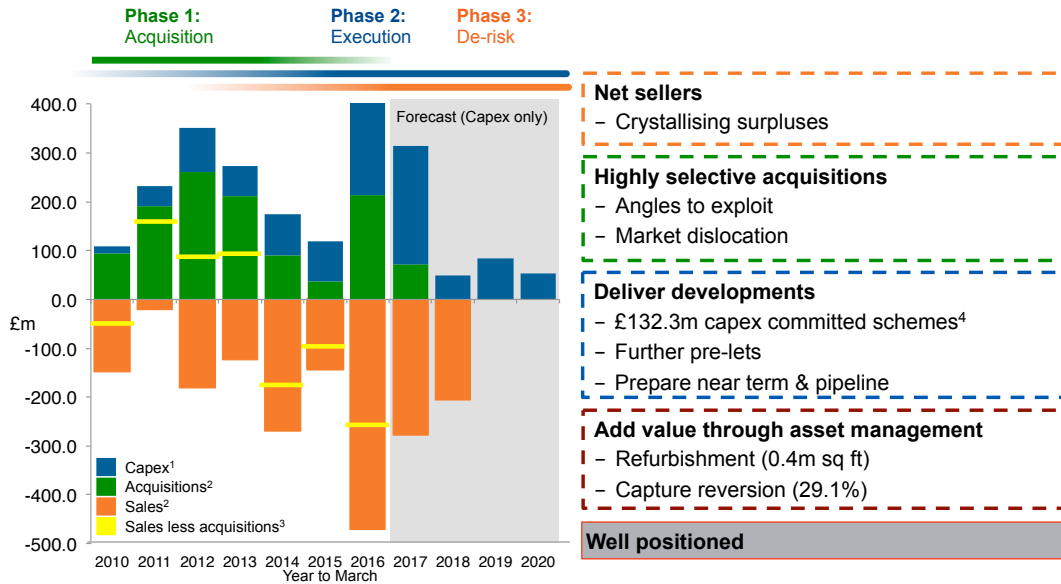 Phase 1:
Acquisition
Phase 2:
Execution
Phase 3:
De-risk
400.0
300.0
200.0
100.0
0.0
£m
-100.0
-200.0
-300.0
-400.0
-500.0
Forecast (Capex only)
Capex¹
Acquisitions²
Sales²
Sales less acquisitions³
2010 2011 2012 2013 2014 2015 2016 2017 2018 2019 2020
Year to March
Net sellers
– Crystallising surpluses
Highly selective acquisitions
– Angles to exploit
– Market dislocation
Deliver developments
– £132.3m capex committed schemes⁴
– Further pre-lets
– Prepare near term & pipeline
Add value through asset management
– Refurbishment (0.4m sq ft)
– Capture reversion (29.1%)
Well positioned